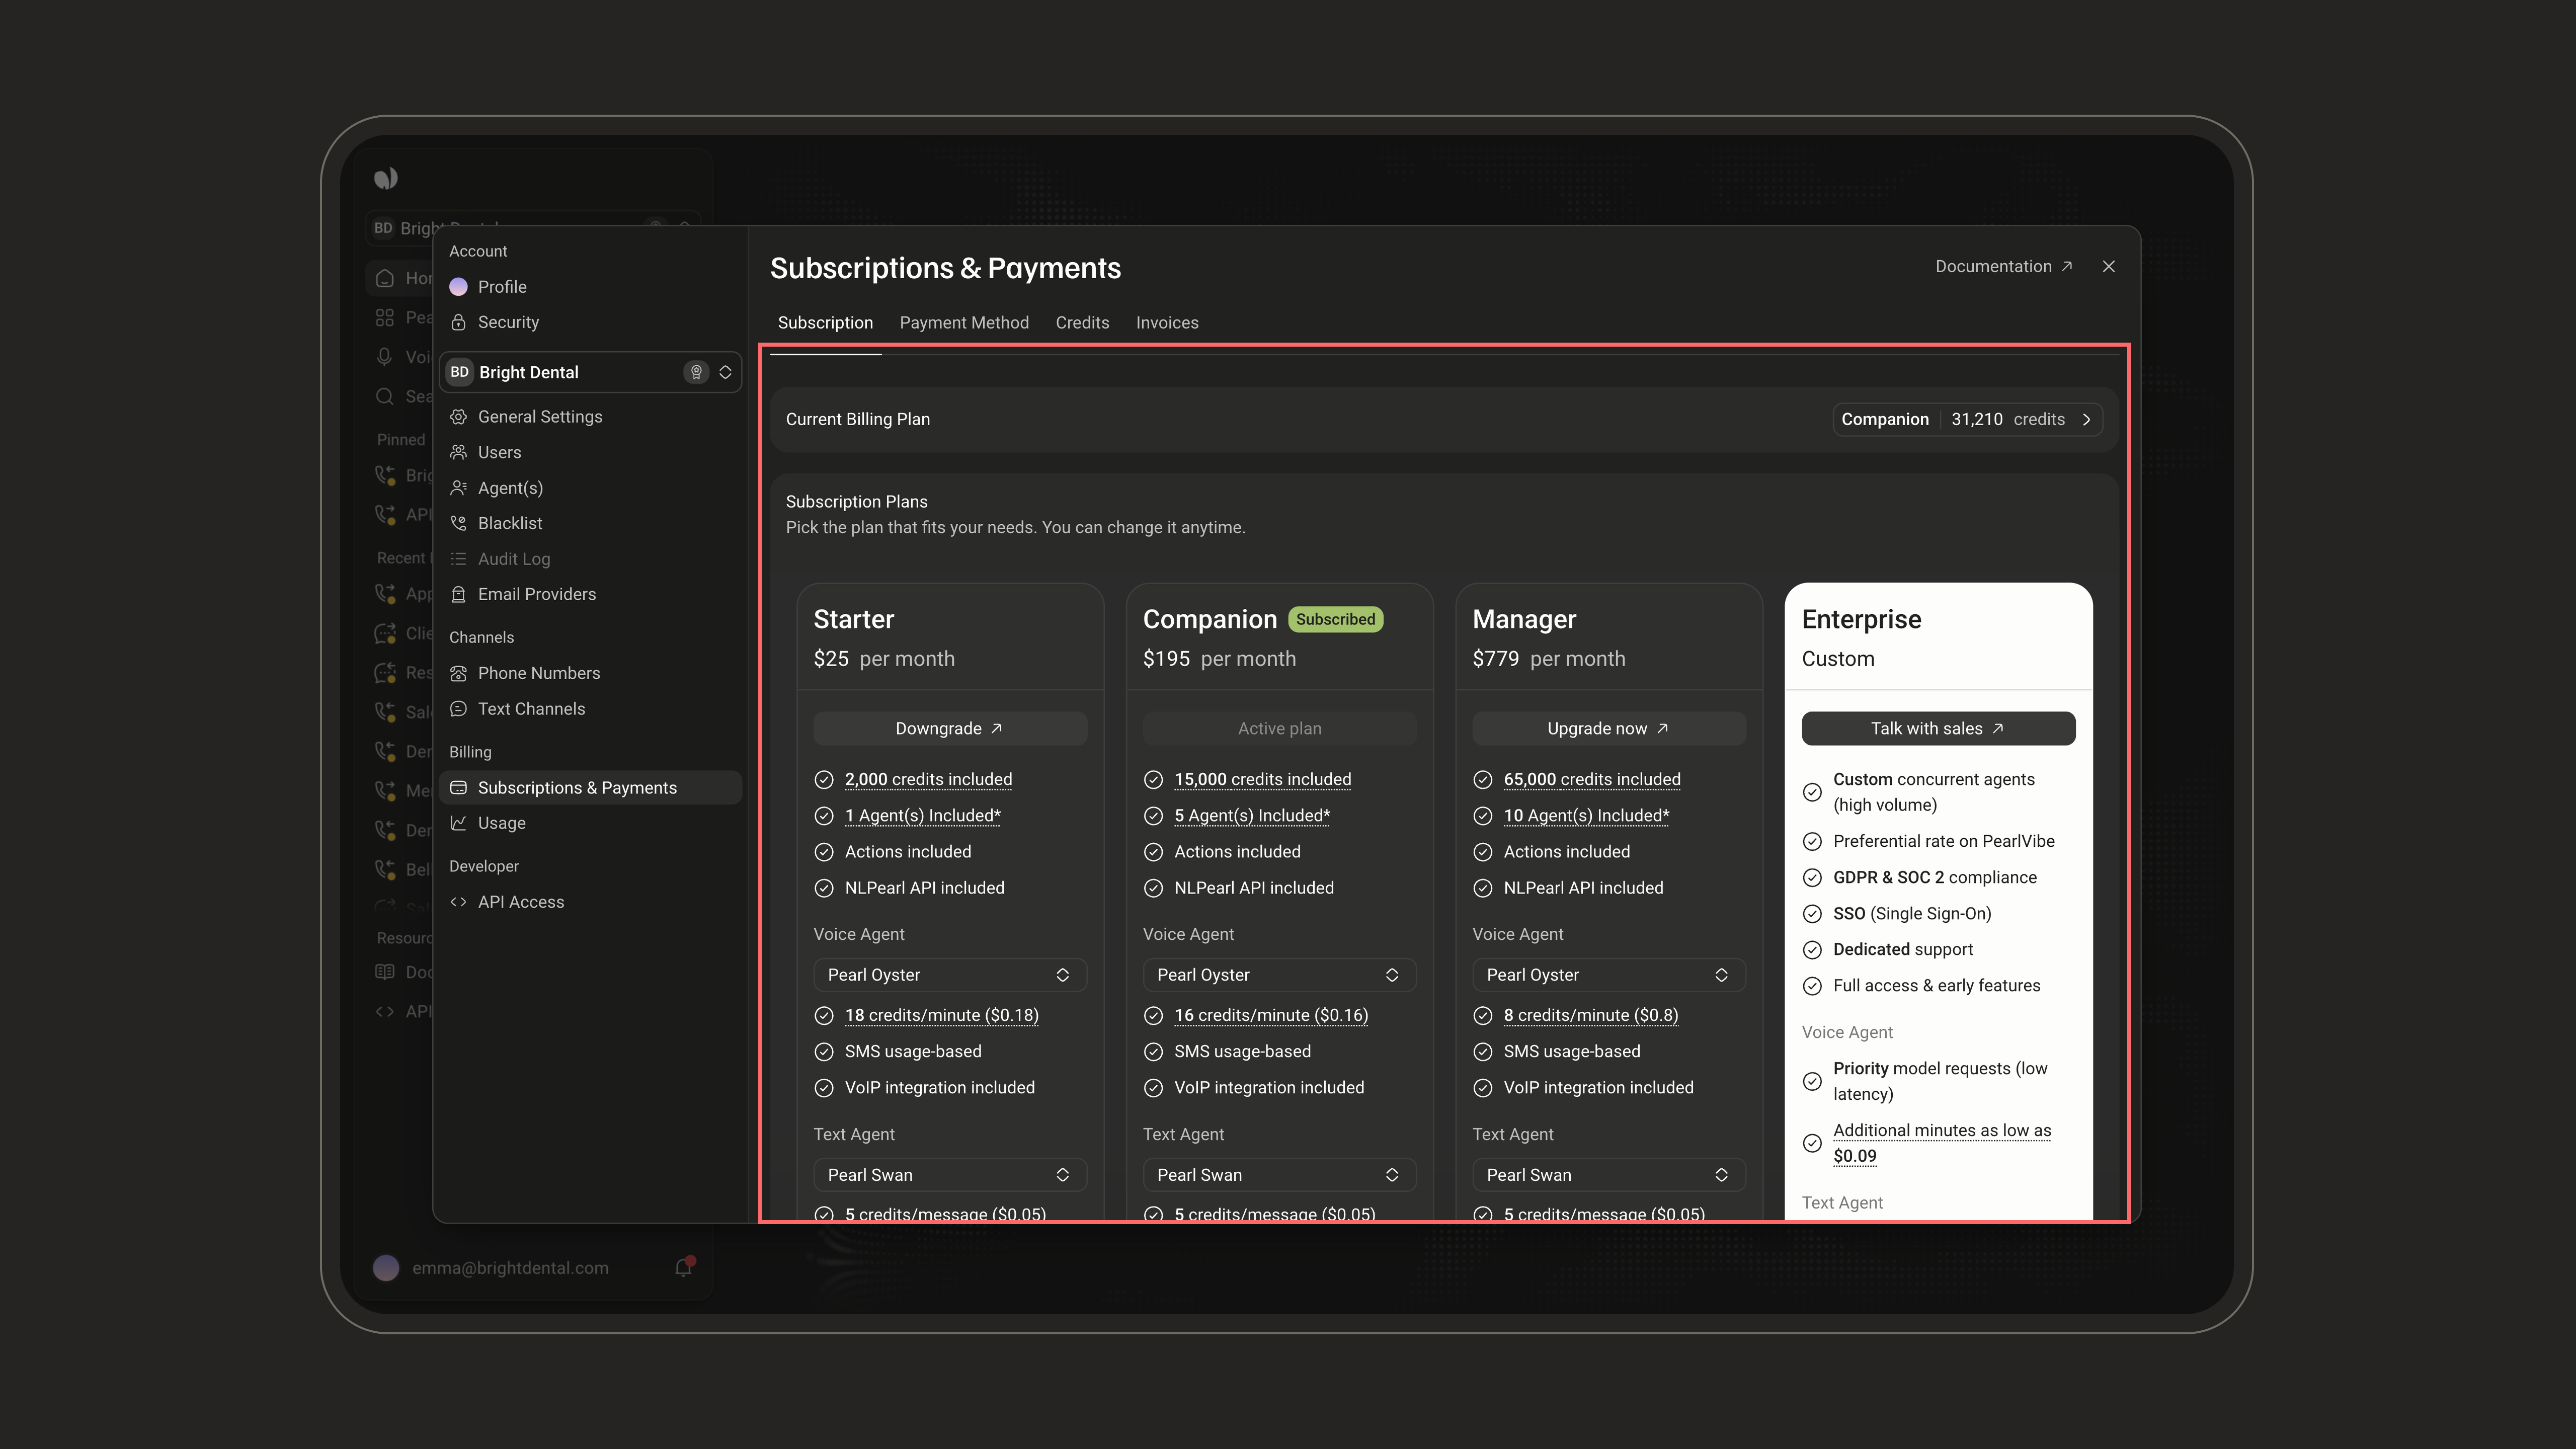 BD
Account
Profile
Security
BD Bright Dental
General Settings
Users
Agent(s)
Blacklist
Audit Log
Email Providers
Channels
Phone Numbers
Text Channels
Billing
Subscriptions & Payments
Usage
Developer
API Access
Pinned
API
emma@brightdental.com
Subscriptions & Payments
Documentation
Subscription Payment Method Credits Invoices
Current Billing Plan
Companion 31,210 credits
Subscription Plans
Pick the plan that fits your needs. You can change it anytime.
Starter
$25 per month
Downgrade
2,000 credits included
1 Agent(s) Included*
Actions included
NLPearl API included
Voice Agent
Pearl Oyster
18 credits/minute ($0.18)
SMS usage-based
VoIP integration included
Text Agent
Pearl Swan
5 credits/message ($0.05)
Companion Subscribed
$195 per month
Active plan
15,000 credits included
5 Agent(s) Included*
Actions included
NLPearl API included
Voice Agent
Pearl Oyster
16 credits/minute ($0.16)
SMS usage-based
VoIP integration included
Text Agent
Pearl Swan
5 credits/message ($0.05)
Manager
$779 per month
Upgrade now
65,000 credits included
10 Agent(s) Included*
Actions included
NLPearl API included
Voice Agent
Pearl Oyster
8 credits/minute ($0.8)
SMS usage-based
VoIP integration included
Text Agent
Pearl Swan
5 credits/message ($0.05)
Enterprise
Custom
Talk with sales
Custom concurrent agents
(high volume)
Preferential rate on PearlVibe
GDPR & SOC 2 compliance
SSO (Single Sign-On)
Dedicated support
Full access & early features
Voice Agent
Priority model requests (low
latency)
Additional minutes as low as
$0.09
Text Agent